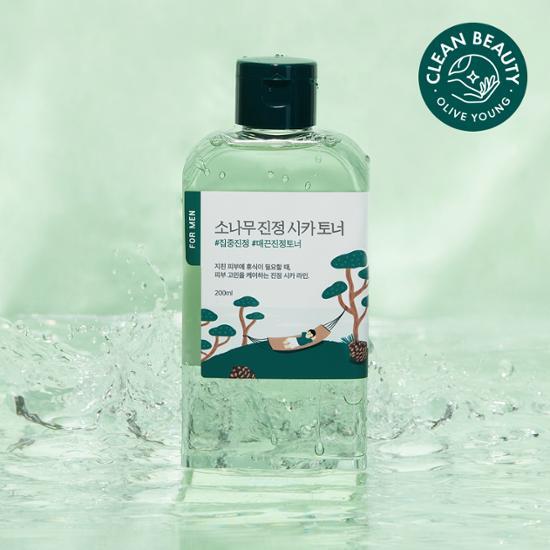 CLEAN BEAUTY
OLIVE YOUNG
FOR MEN
소나무 진정 시카 토너
#집중진정 #매끈진정토너
지친 피부에 휴식이 필요할 때,
피부 고민을 케어하는 진정 시카 라인.
200ml